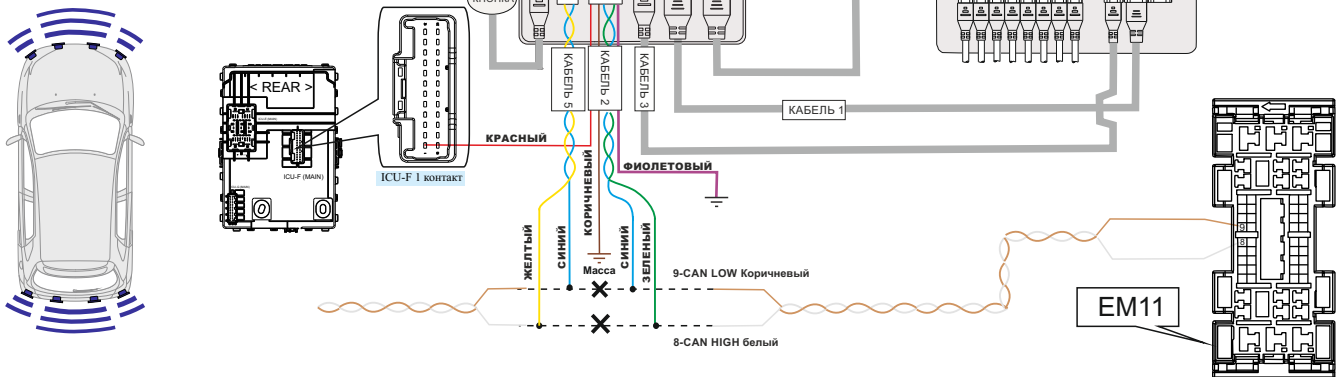 КНОПКА
< REAR >
ICU-F (MAIN)
ICU-F 1 контакт
КРАСНЫЙ
КАБЕЛЬ 5
КАБЕЛЬ 2
КАБЕЛЬ 3
КАБЕЛЬ 1
ФИОЛЕТОВЫЙ
ЖЕЛТЫЙ
СИНИЙ
КОРИЧНЕВЫЙ
СИНИЙ
ЗЕЛЕНЫЙ
Масса
9-CAN LOW Коричневый
8-CAN HIGH белый
9
8
EM11